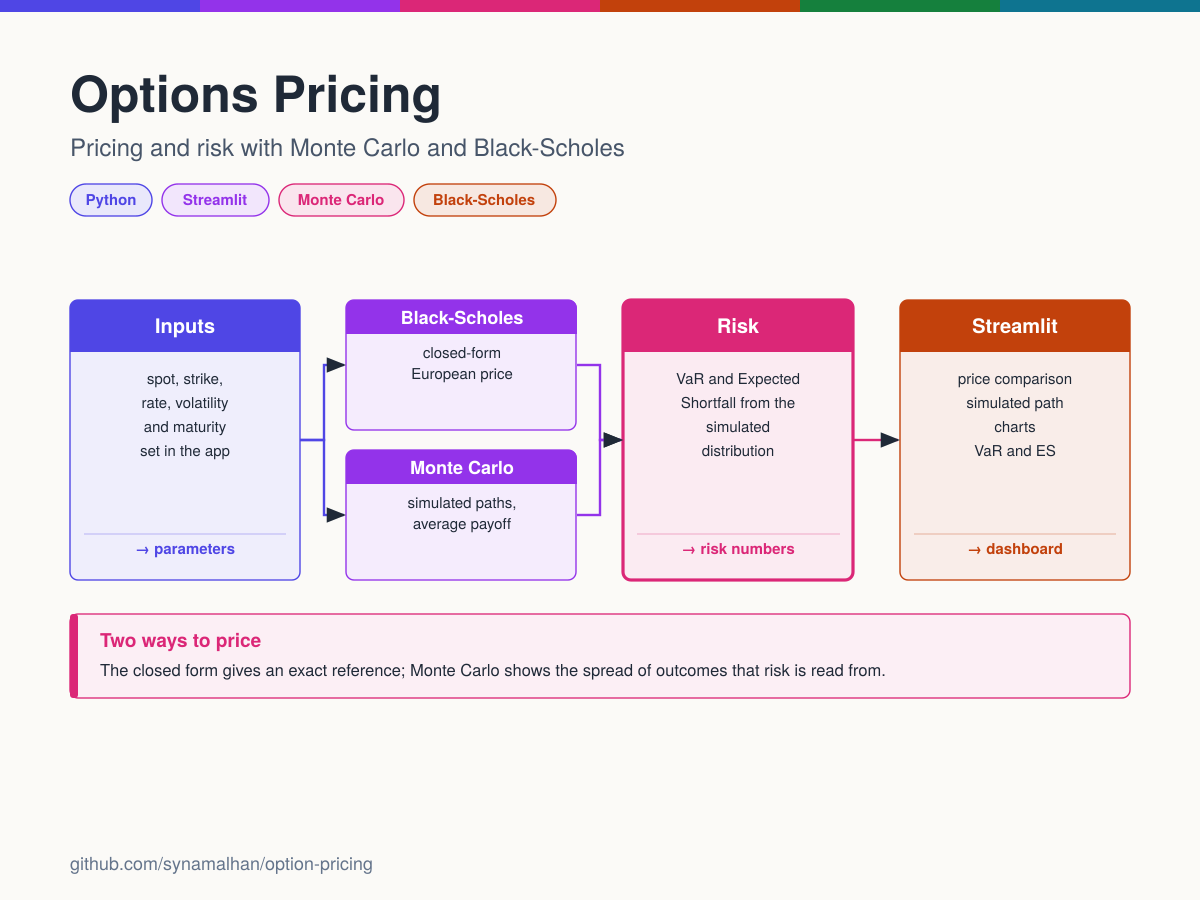 Options Pricing
Pricing and risk with Monte Carlo and Black-Scholes
Python
Streamlit
Monte Carlo
Black-Scholes
Inputs
spot, strike,
rate, volatility
and maturity
set in the app
→ parameters
Black-Scholes
closed-form
European price
Monte Carlo
simulated paths,
average payoff
Risk
VaR and Expected
Shortfall from the
simulated
distribution
→ risk numbers
Streamlit
price comparison
simulated path
charts
VaR and ES
→ dashboard
Two ways to price
The closed form gives an exact reference; Monte Carlo shows the spread of outcomes that risk is read from.
github.com/synamalhan/option-pricing